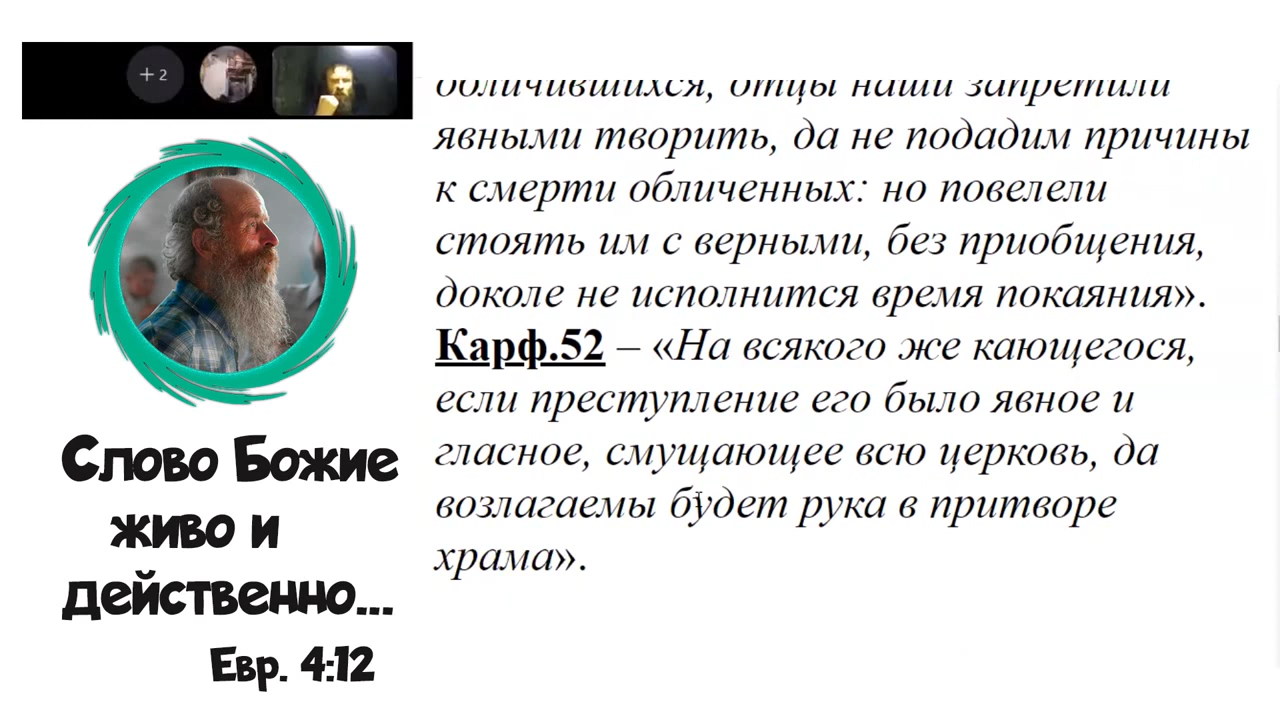 + 2
обличившихся, отцы наши запретили
явными творить, да не подадим причины
к смерти обличенных: но повелели
стоять им с верными, без приобщения,
доколе не исполнится время покаяния».
Карф.52 – «На всякого же кающегося,
если преступление его было явное и
гласное, смущающее всю церковь, да
возлагаемы будет рука в притворе
храма».
Слово Божие
живо и
действенно...
Евр. 4:12